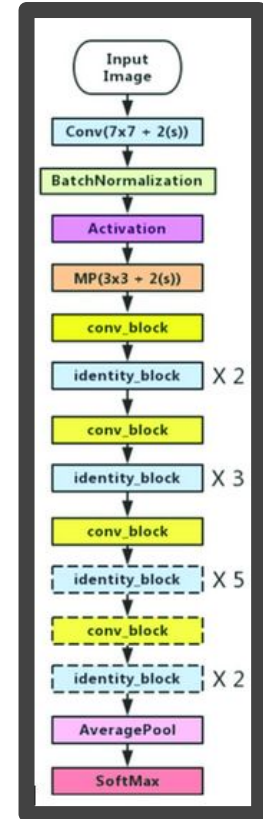 Input
Image
Conv(7x7 + 2(s))
BatchNormalization
Activation
MP(3x3 + 2(s))
conv_block
identity_block X 2
conv_block
identity_block X 3
conv_block
identity_block X 5
conv_block
identity_block X 2
AveragePool
SoftMax